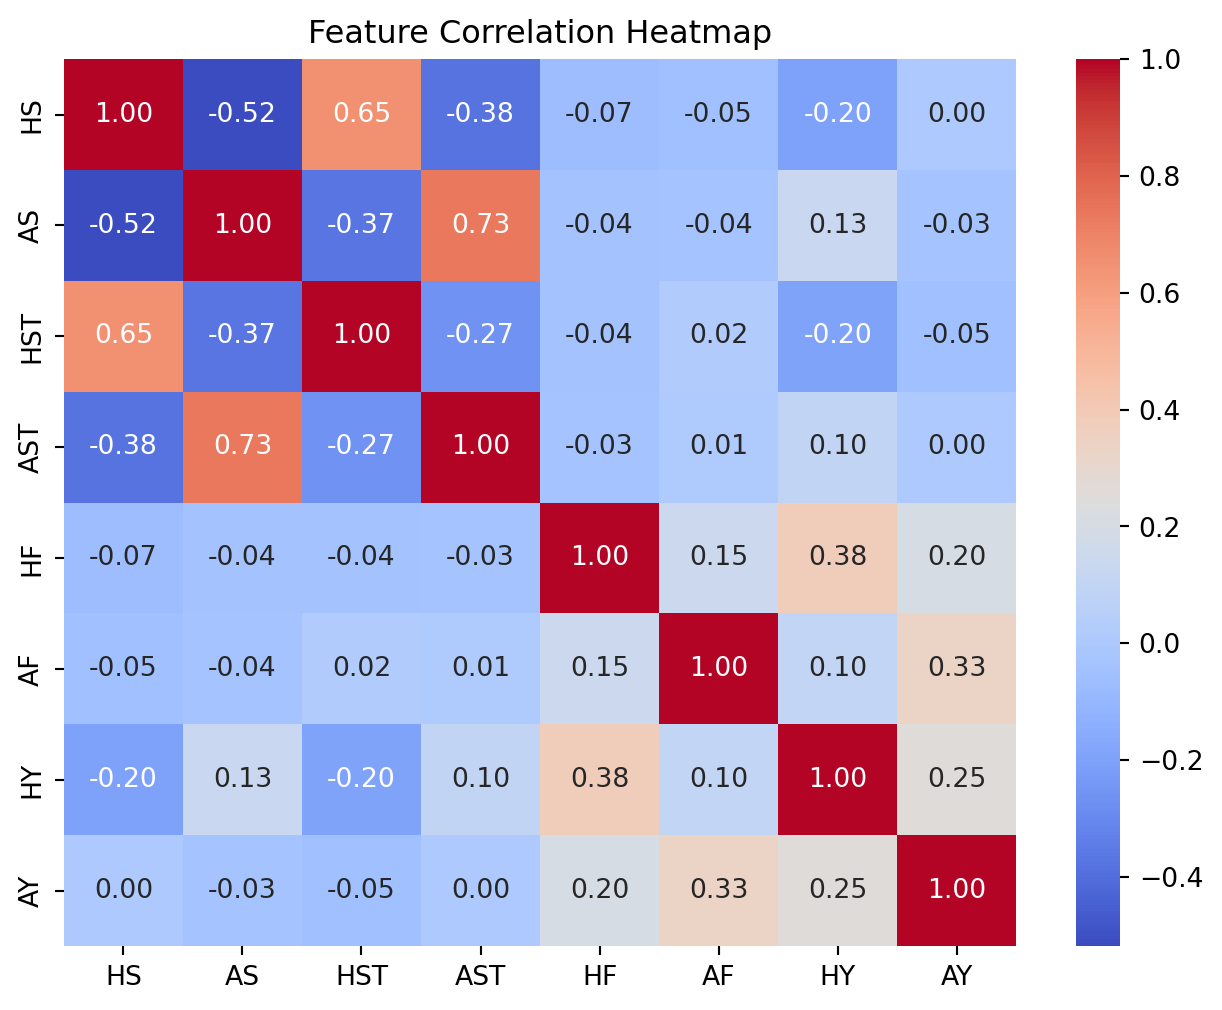 Feature Correlation Heatmap
HS 1.00 -0.52 0.65 -0.38 -0.07 -0.05 -0.20 0.00
AS -0.52 1.00 -0.37 0.73 -0.04 -0.04 0.13 -0.03
HST 0.65 -0.37 1.00 -0.27 -0.04 0.02 -0.20 -0.05
AST -0.38 0.73 -0.27 1.00 -0.03 0.01 0.10 0.00
HF -0.07 -0.04 -0.04 -0.03 1.00 0.15 0.38 0.20
AF -0.05 -0.04 0.02 0.01 0.15 1.00 0.10 0.33
HY -0.20 0.13 -0.20 0.10 0.38 0.10 1.00 0.25
AY 0.00 -0.03 -0.05 0.00 0.20 0.33 0.25 1.00
HS AS HST AST HF AF HY AY
1.0
0.8
0.6
0.4
0.2
0.0
−0.2
−0.4